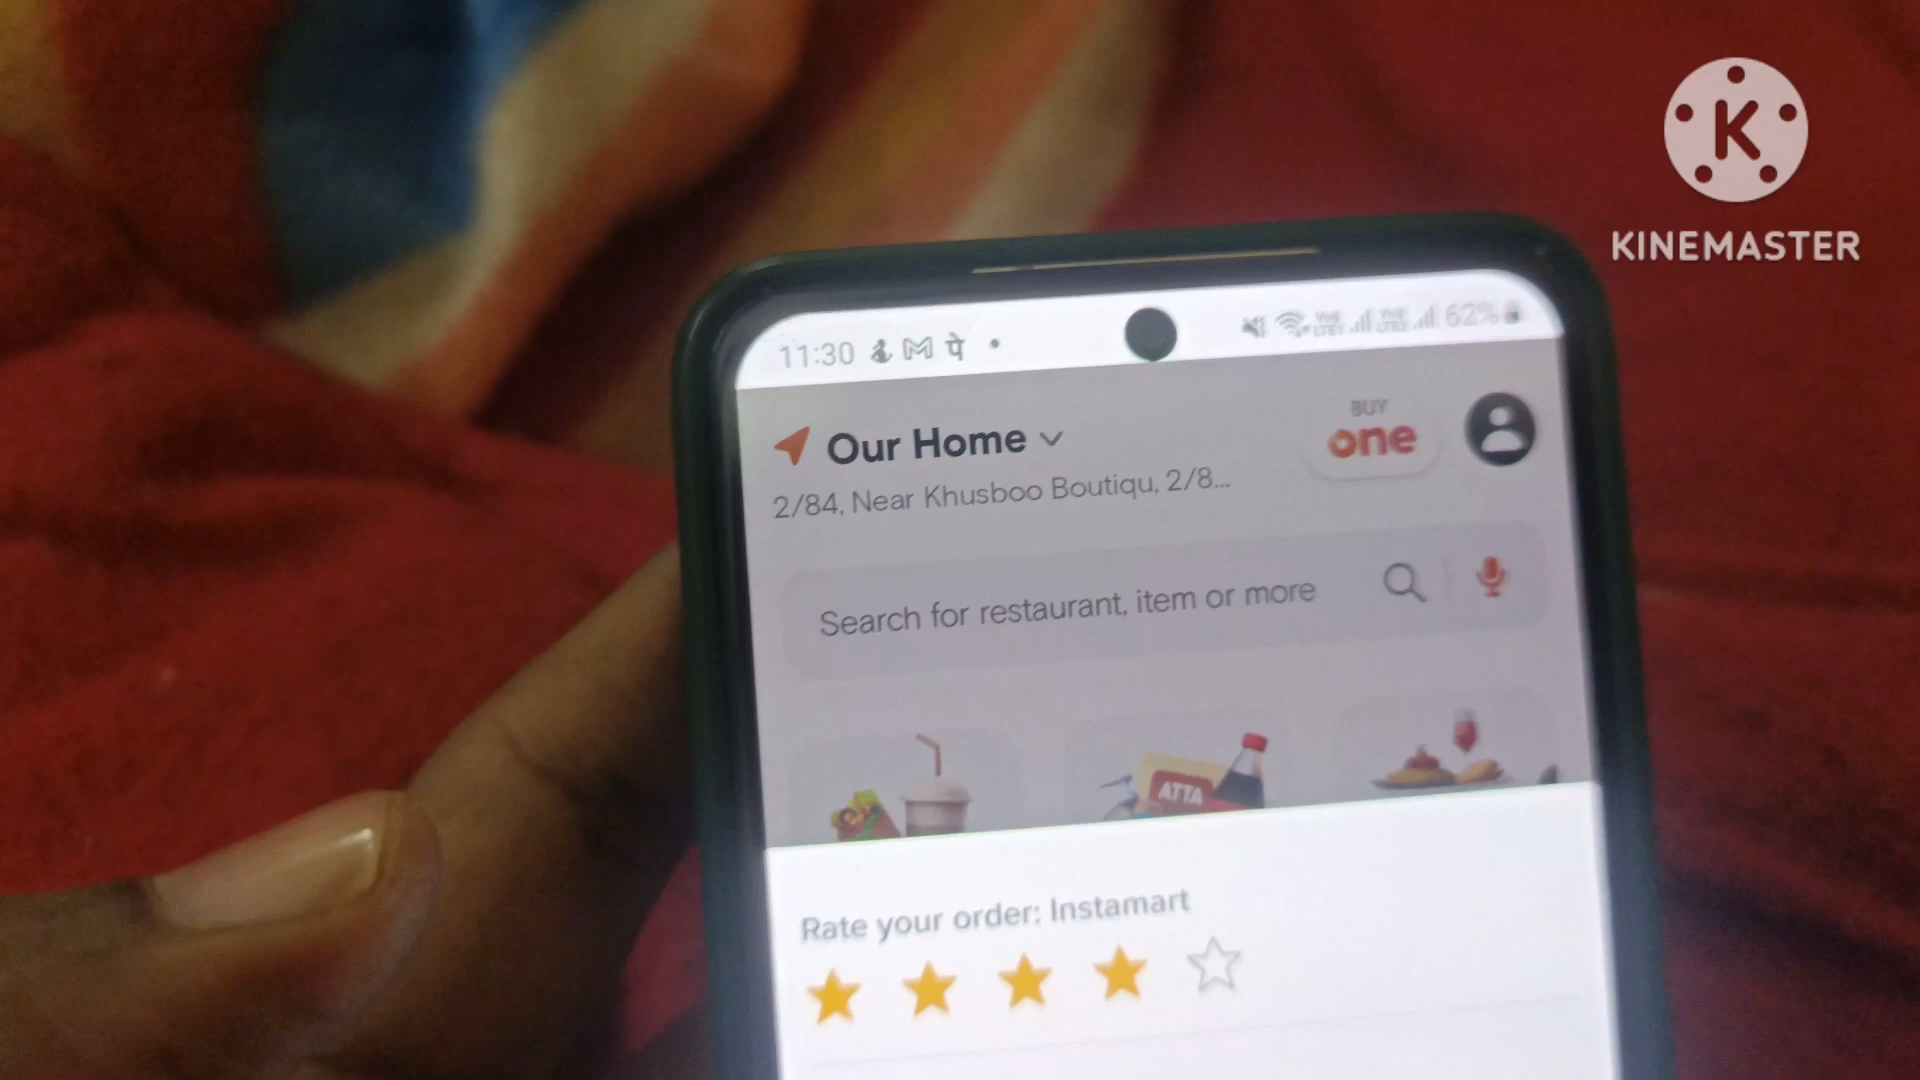 K
KINEMASTER
11:30 पे 62%
BUY
one
Our Home
2/84, Near Khusboo Boutiqu, 2/8...
Search for restaurant, item or more
ATTA
Rate your order: Instamart